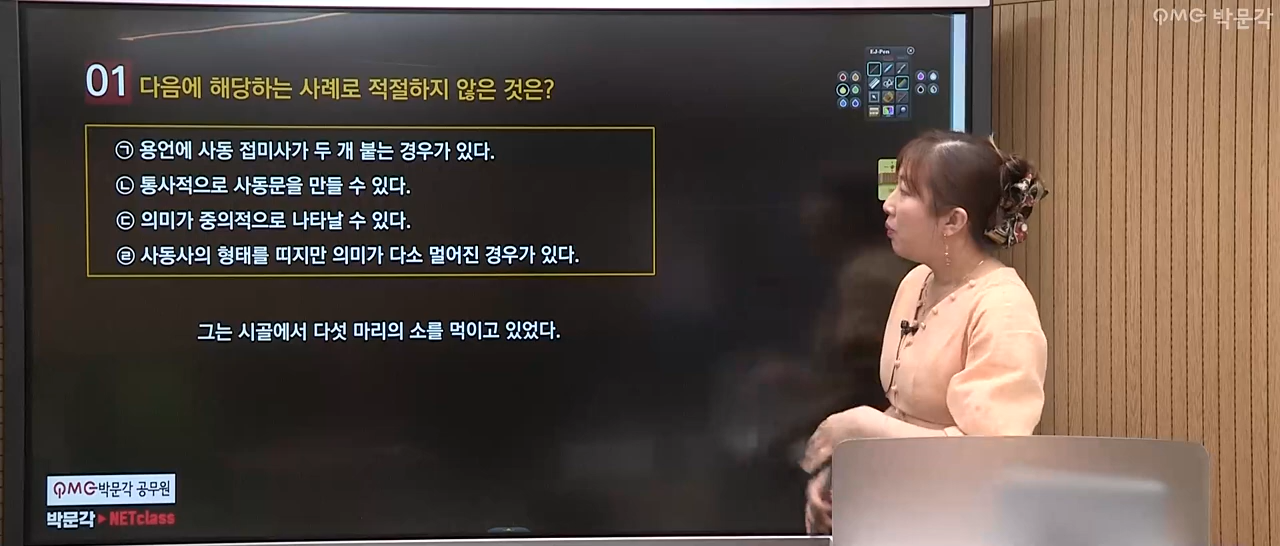 QMG 박문각
EJ-Pen
01 다음에 해당하는 사례로 적절하지 않은 것은?
㉠ 용언에 사동 접미사가 두 개 붙는 경우가 있다.
㉡ 통사적으로 사동문을 만들 수 있다.
㉢ 의미가 중의적으로 나타날 수 있다.
㉣ 사동사의 형태를 띠지만 의미가 다소 멀어진 경우가 있다.
그는 시골에서 다섯 마리의 소를 먹이고 있었다.
PMG박문각 공무원
박문각 ▶ NETclass